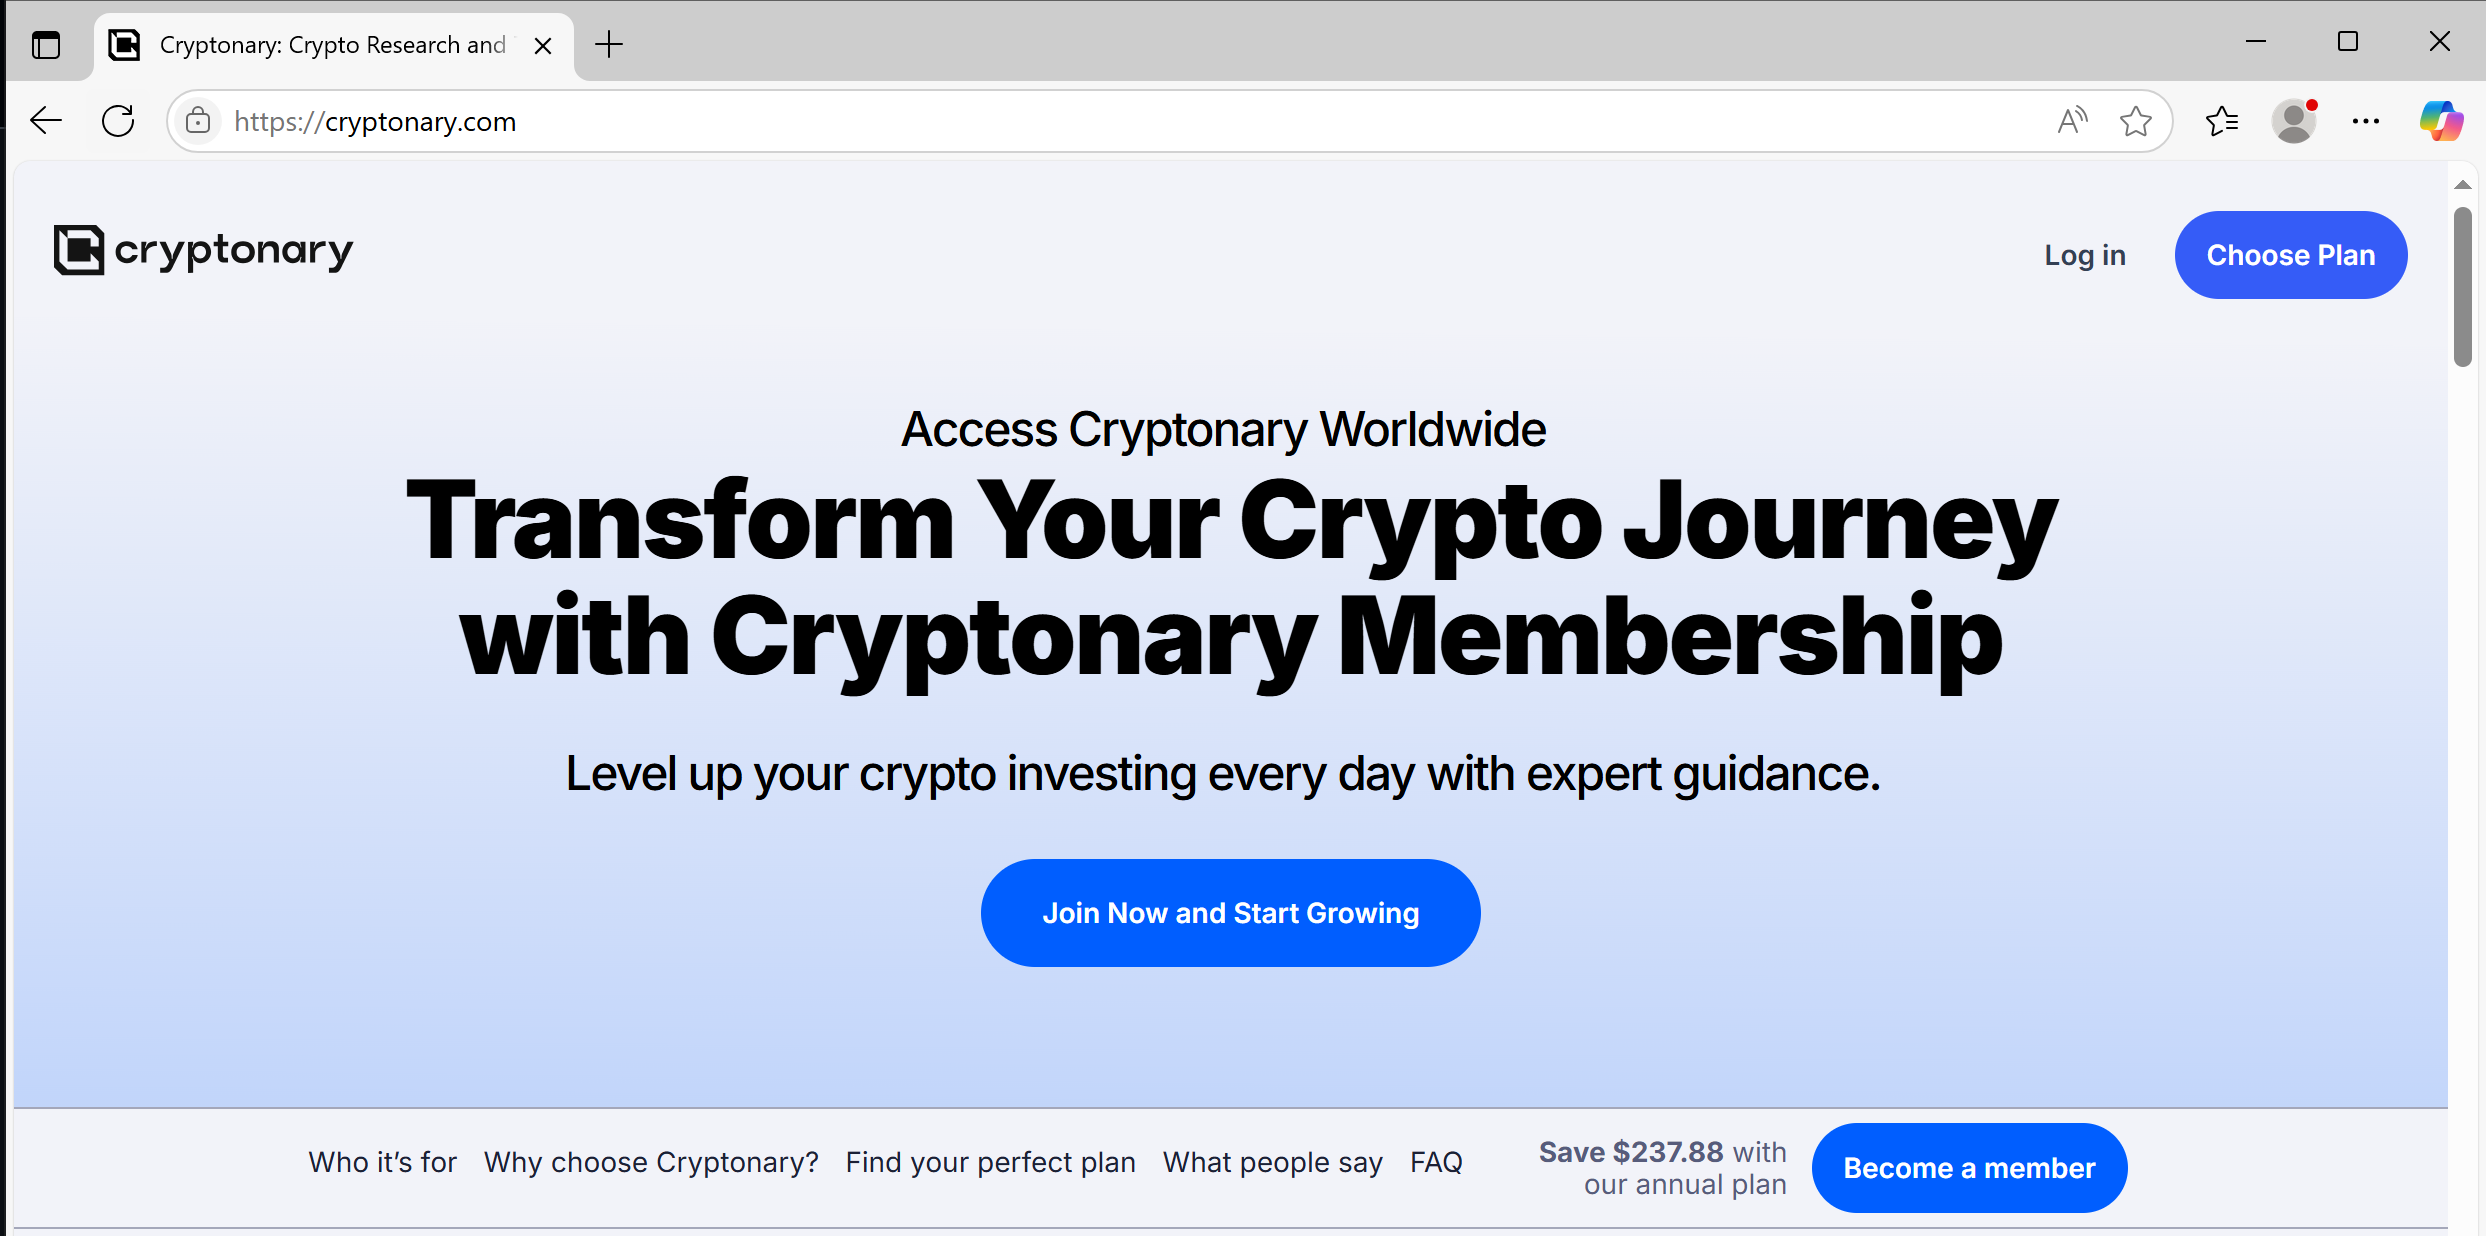 Cryptonary: Crypto Research and
https://cryptonary.com
cryptonary
Log in
Choose Plan
Access Cryptonary Worldwide
Transform Your Crypto Journey
with Cryptonary Membership
Level up your crypto investing every day with expert guidance.
Join Now and Start Growing
Who it’s for
Why choose Cryptonary?
Find your perfect plan
What people say
FAQ
Save $237.88 with
our annual plan
Become a member